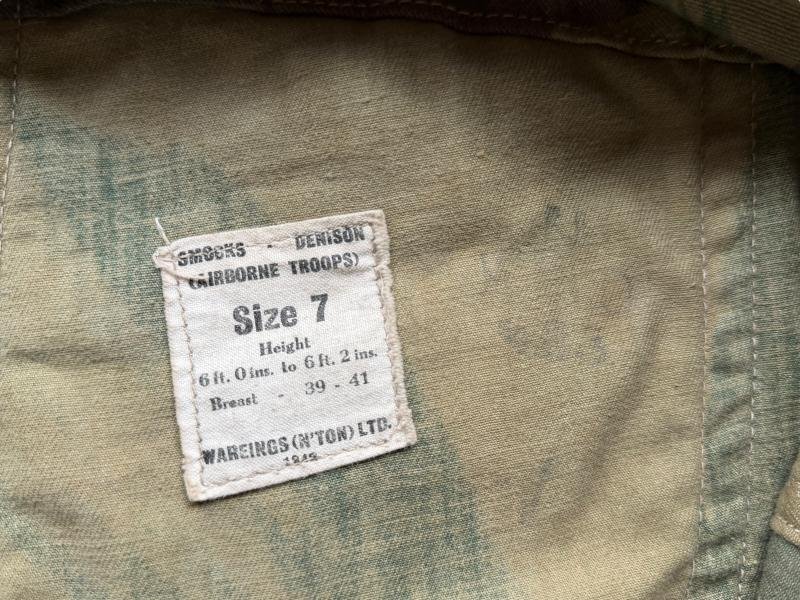 SMOCKS - DENISON
(AIRBORNE TROOPS)
Size 7
Height
6 ft. 0 ins. to 6 ft. 2 ins.
Breast - 39 - 41
WAREINGS (N'TON) LTD.